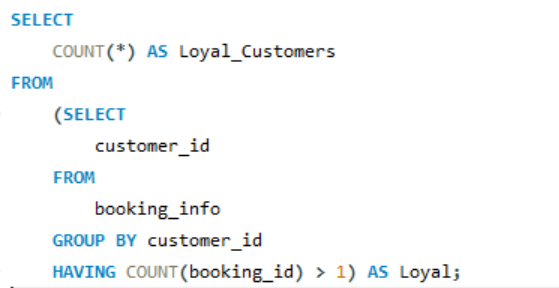 SELECT
COUNT(*) AS Loyal_Customers
FROM
(SELECT
customer_id
FROM
booking_info
GROUP BY customer_id
HAVING COUNT(booking_id) > 1) AS Loyal;